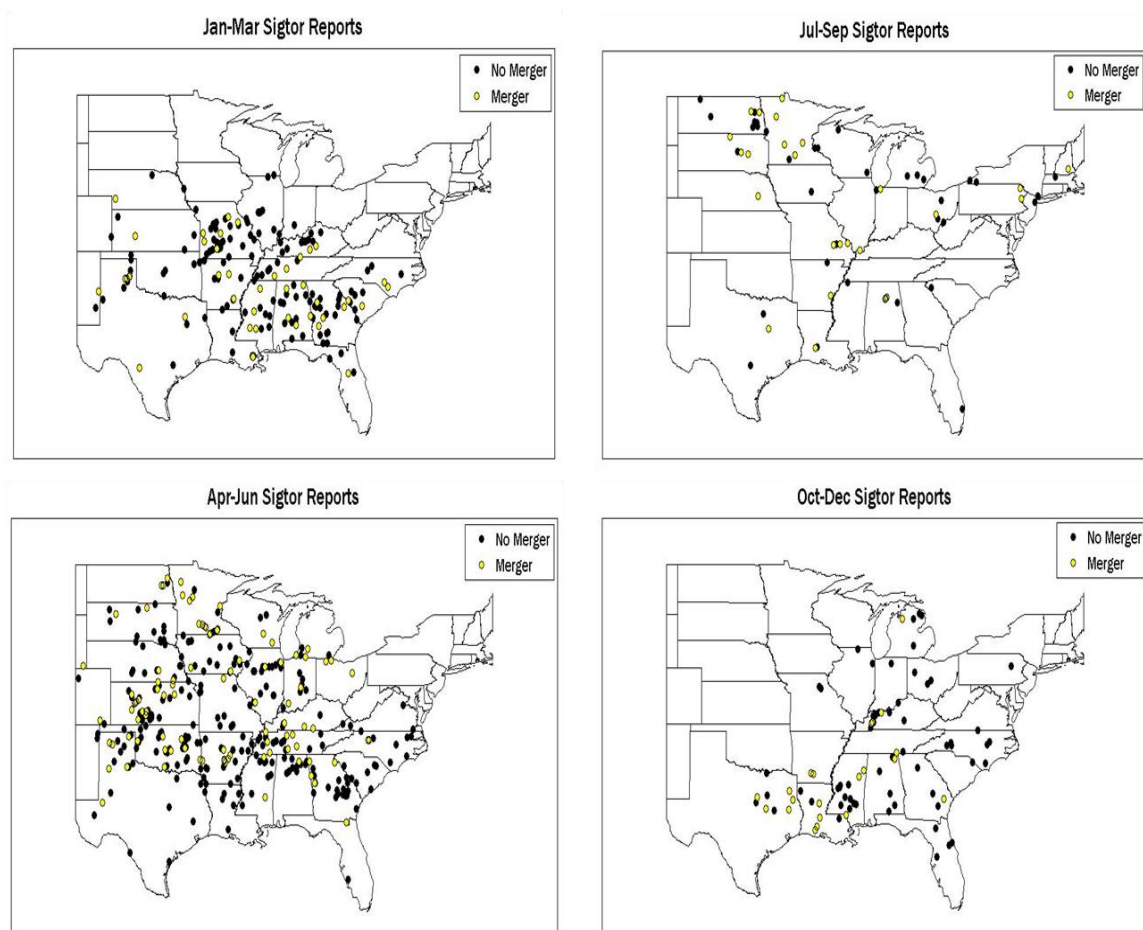 Jan-Mar Sigtor Reports
No Merger
Merger
Jul-Sep Sigtor Reports
No Merger
Merger
Apr-Jun Sigtor Reports
No Merger
Merger
Oct-Dec Sigtor Reports
No Merger
Merger